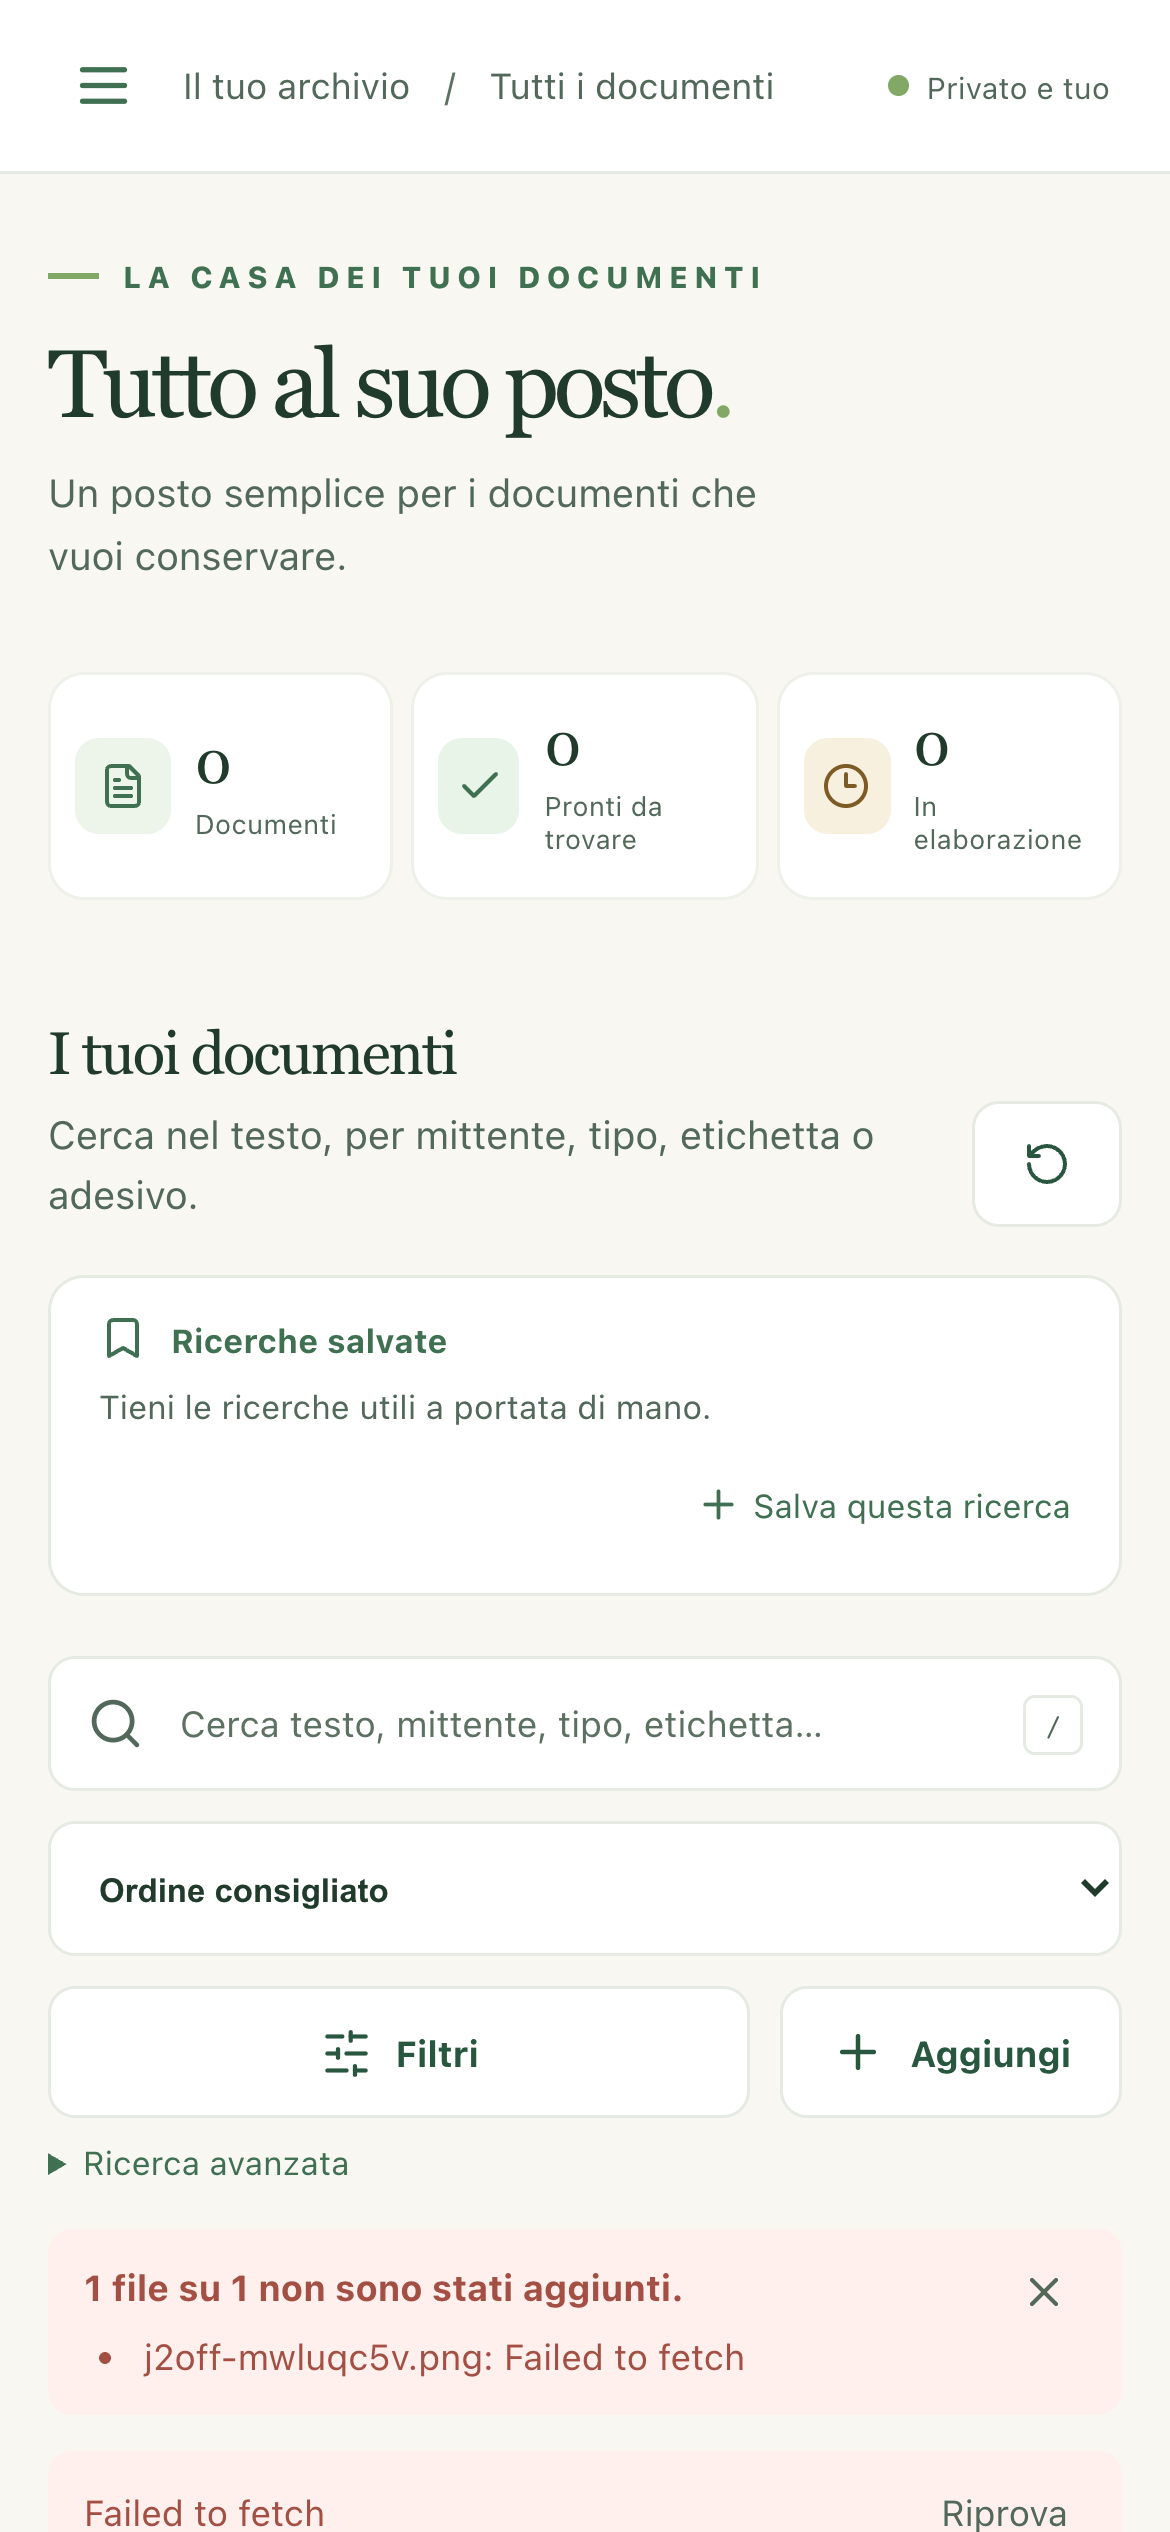 Il tuo archivio / Tutti i documenti
Privato e tuo
LA CASA DEI TUOI DOCUMENTI
Tutto al suo posto.
Un posto semplice per i documenti che
vuoi conservare.
0
Documenti
0
Pronti da
trovare
0
In
elaborazione
I tuoi documenti
Cerca nel testo, per mittente, tipo, etichetta o
adesivo.
Ricerche salvate
Tieni le ricerche utili a portata di mano.
+ Salva questa ricerca
Cerca testo, mittente, tipo, etichetta...
/
Ordine consigliato
Filtri
+ Aggiungi
Ricerca avanzata
1 file su 1 non sono stati aggiunti.
• j2off-mwluqc5v.png: Failed to fetch
Failed to fetch
Riprova